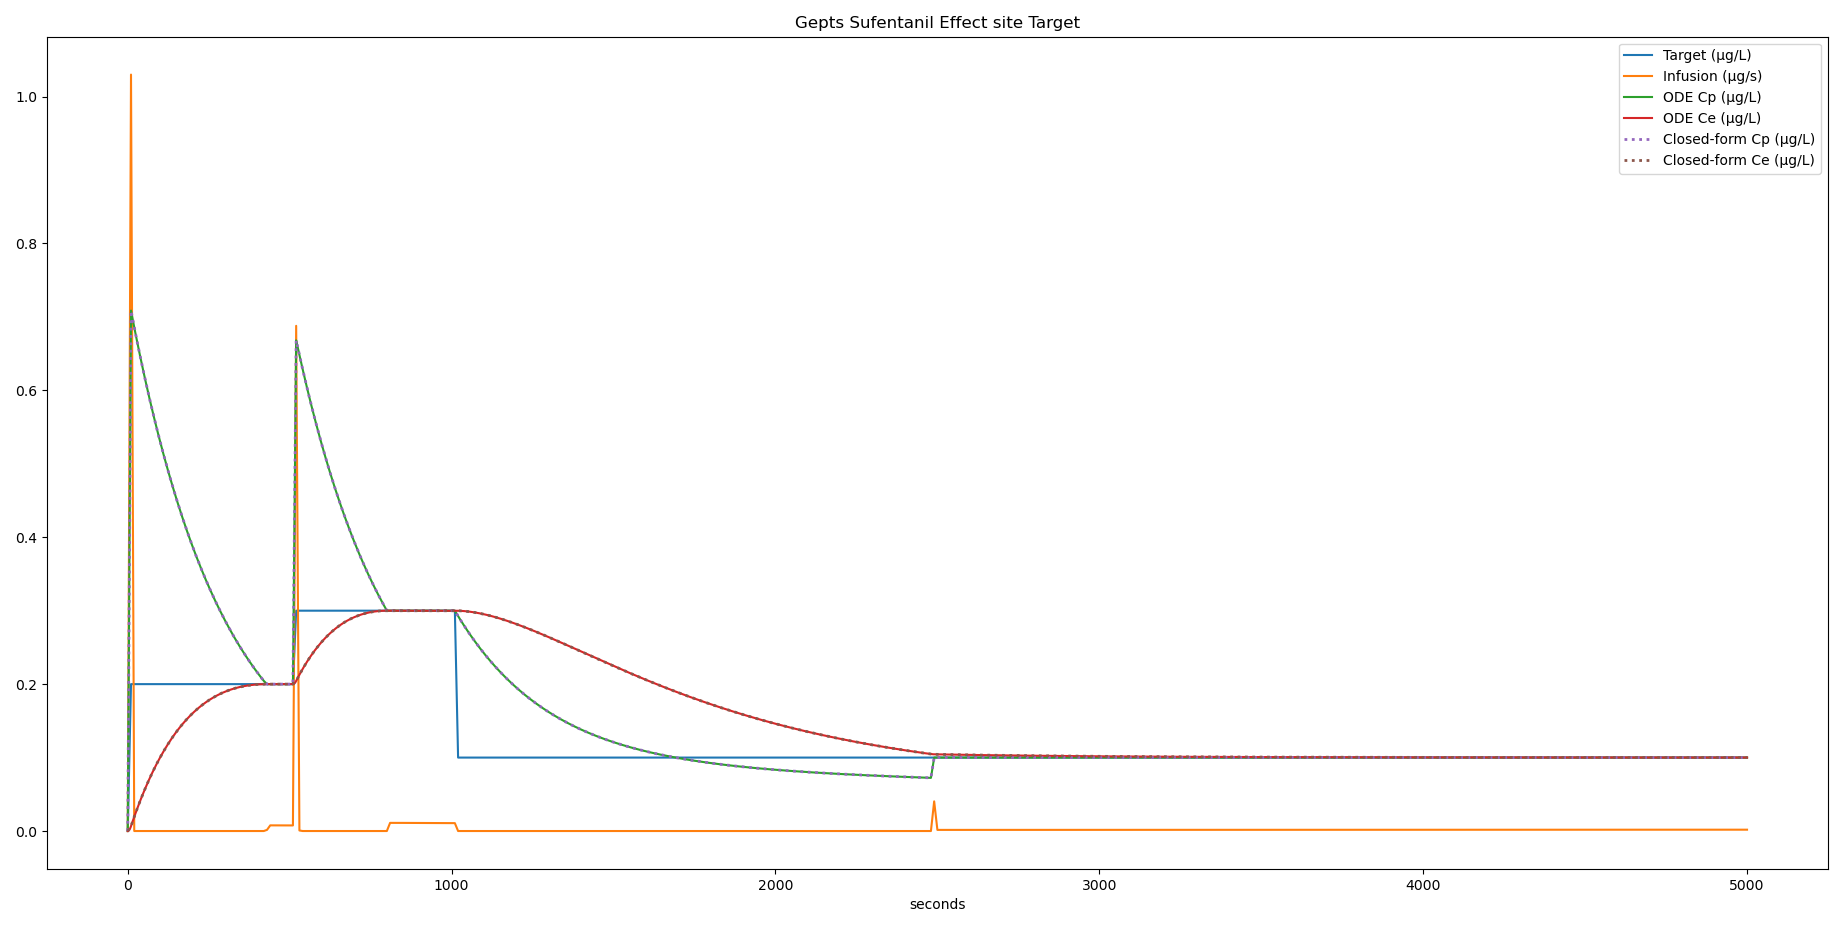 Gepts Sufentanil Effect site Target
Target (µg/L)
Infusion (µg/s)
ODE Cp (µg/L)
ODE Ce (µg/L)
Closed-form Cp (µg/L)
Closed-form Ce (µg/L)
1.0
0.8
0.6
0.4
0.2
0.0
0 1000 2000 3000 4000 5000
seconds